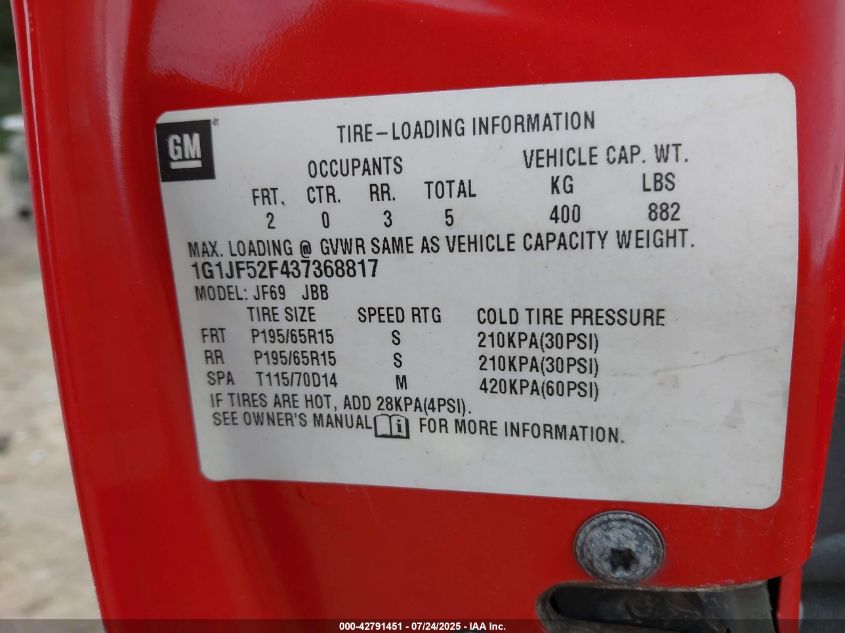 GM
TIRE-LOADING INFORMATION
OCCUPANTS VEHICLE CAP. WT.
FRT. CTR. RR. TOTAL KG LBS
2 0 3 5 400 882
MAX. LOADING @ GVWR SAME AS VEHICLE CAPACITY WEIGHT.
1G1JF52F437368817
MODEL: JF69 JBB
TIRE SIZE SPEED RTG COLD TIRE PRESSURE
FRT P195/65R15 S 210KPA(30PSI)
RR P195/65R15 S 210KPA(30PSI)
SPA T115/70D14 M 420KPA(60PSI)
IF TIRES ARE HOT, ADD 28KPA(4PSI).
SEE OWNER'S MANUAL i FOR MORE INFORMATION.
000-42791451 - 07/24/2025 - IAA Inc.